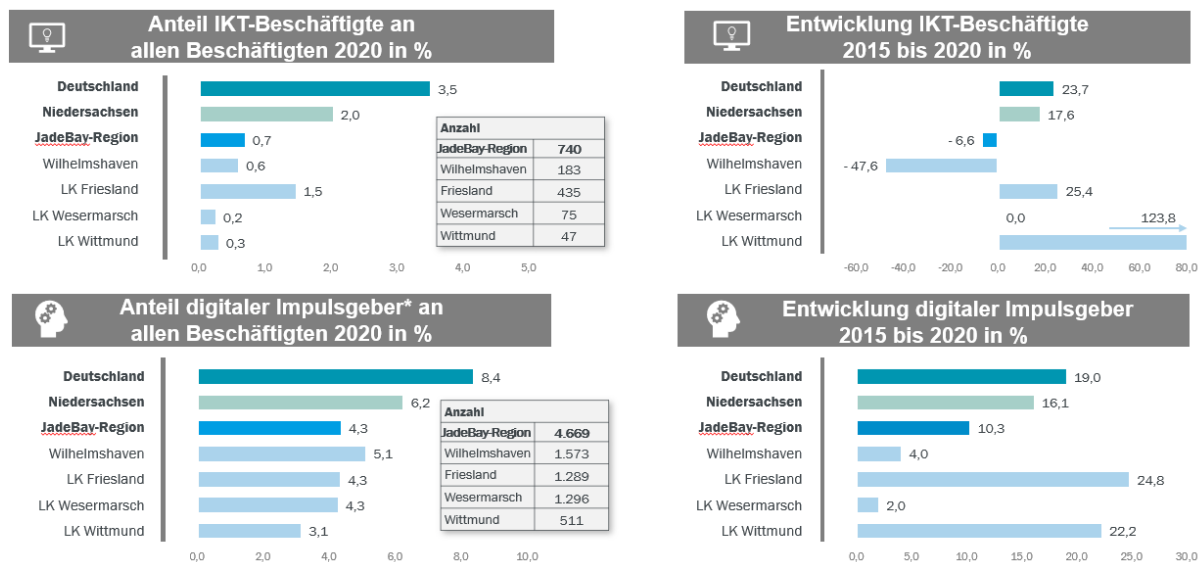 Anteil IKT-Beschäftigte an
allen Beschäftigten 2020 in %
Deutschland 3,5
Niedersachsen 2,0
JadeBay-Region 0,7
Wilhelmshaven 0,6
LK Friesland 1,5
LK Wesermarsch 0,2
LK Wittmund 0,3
0,0 1,0 2,0 3,0 4,0 5,0
Anzahl
JadeBay-Region 740
Wilhelmshaven 183
Friesland 435
Wesermarsch 75
Wittmund 47
Entwicklung IKT-Beschäftigte
2015 bis 2020 in %
Deutschland 23,7
Niedersachsen 17,6
JadeBay-Region - 6,6
Wilhelmshaven - 47,6
LK Friesland 25,4
LK Wesermarsch 0,0 123,8
LK Wittmund
-60,0 -40,0 -20,0 0,0 20,0 40,0 60,0 80,0
Anteil digitaler Impulsgeber* an
allen Beschäftigten 2020 in %
Deutschland 8,4
Niedersachsen 6,2
JadeBay-Region 4,3
Wilhelmshaven 5,1
LK Friesland 4,3
LK Wesermarsch 4,3
LK Wittmund 3,1
0,0 2,0 4,0 6,0 8,0 10,0
Anzahl
JadeBay-Region 4.669
Wilhelmshaven 1.573
Friesland 1.289
Wesermarsch 1.296
Wittmund 511
Entwicklung digitaler Impulsgeber
2015 bis 2020 in %
Deutschland 19,0
Niedersachsen 16,1
JadeBay-Region 10,3
Wilhelmshaven 4,0
LK Friesland 24,8
LK Wesermarsch 2,0
LK Wittmund 22,2
0,0 5,0 10,0 15,0 20,0 25,0 30,0